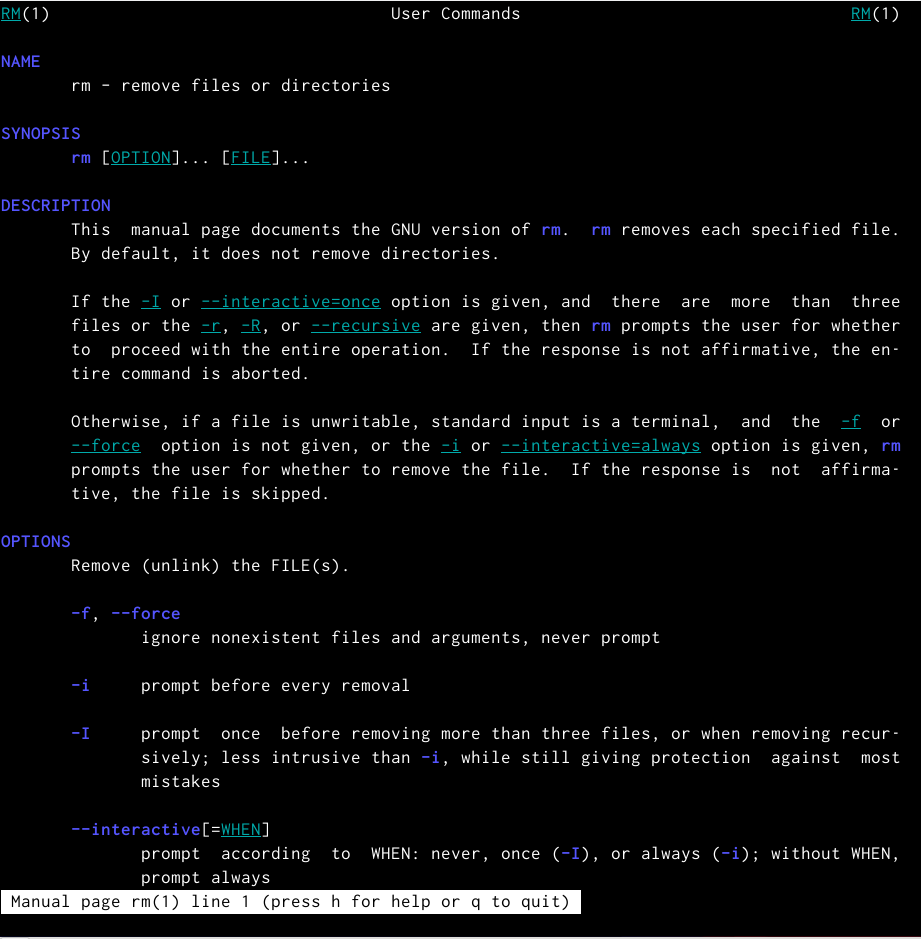 RM(1) User Commands RM(1)
NAME
rm - remove files or directories
SYNOPSIS
rm [OPTION]... [FILE]...
DESCRIPTION
This manual page documents the GNU version of rm. rm removes each specified file.
By default, it does not remove directories.
If the -I or --interactive=once option is given, and there are more than three
files or the -r, -R, or --recursive are given, then rm prompts the user for whether
to proceed with the entire operation. If the response is not affirmative, the en-
tire command is aborted.
Otherwise, if a file is unwritable, standard input is a terminal, and the -f or
--force option is not given, or the -i or --interactive=always option is given, rm
prompts the user for whether to remove the file. If the response is not affirma-
tive, the file is skipped.
OPTIONS
Remove (unlink) the FILE(s).
-f, --force
ignore nonexistent files and arguments, never prompt
-i prompt before every removal
-I prompt once before removing more than three files, or when removing recur-
sively; less intrusive than -i, while still giving protection against most
mistakes
--interactive[=WHEN]
prompt according to WHEN: never, once (-I), or always (-i); without WHEN,
prompt always
Manual page rm(1) line 1 (press h for help or q to quit)